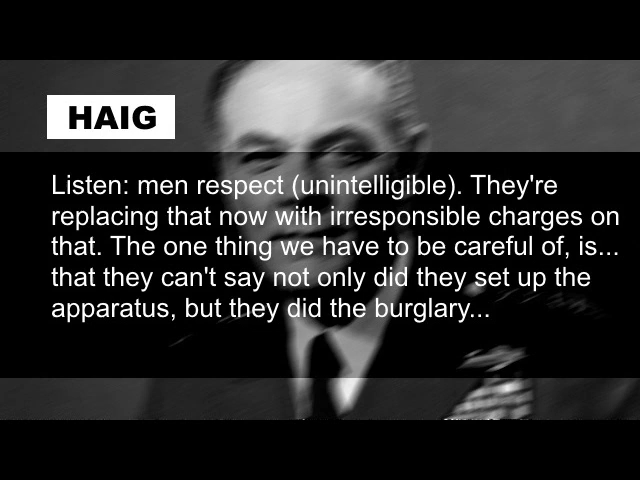 HAIG
Listen: men respect (unintelligible). They're
replacing that now with irresponsible charges on
that. The one thing we have to be careful of, is...
that they can't say not only did they set up the
apparatus, but they did the burglary...